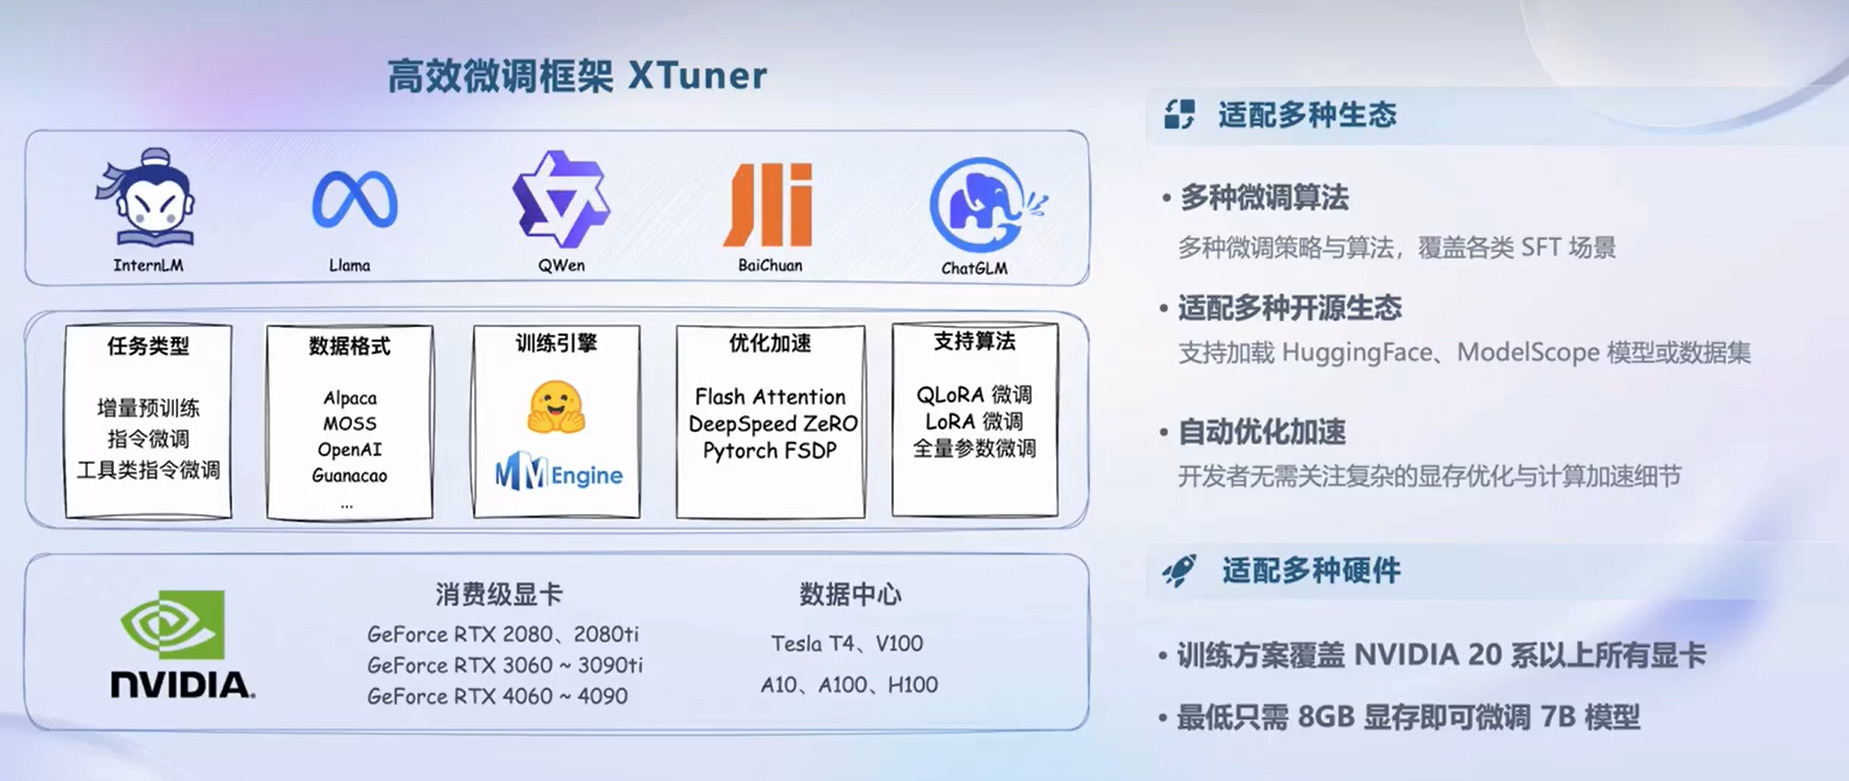 高效微调框架 XTuner
InternLM
Llama
QWen
BaiChuan
ChatGLM
任务类型
增量预训练
指令微调
工具类指令微调
数据格式
Alpaca
MOSS
OpenAI
Guanacao
...
训练引擎
MMEngine
优化加速
Flash Attention
DeepSpeed ZeRO
Pytorch FSDP
支持算法
QLoRA 微调
LoRA 微调
全量参数微调
NVIDIA.
消费级显卡
GeForce RTX 2080、2080ti
GeForce RTX 3060 ~ 3090ti
GeForce RTX 4060 ~ 4090
数据中心
Tesla T4、V100
A10、A100、H100
适配多种生态
• 多种微调算法
多种微调策略与算法，覆盖各类 SFT 场景
• 适配多种开源生态
支持加载 HuggingFace、ModelScope 模型或数据集
• 自动优化加速
开发者无需关注复杂的显存优化与计算加速细节
适配多种硬件
• 训练方案覆盖 NVIDIA 20 系以上所有显卡
• 最低只需 8GB 显存即可微调 7B 模型